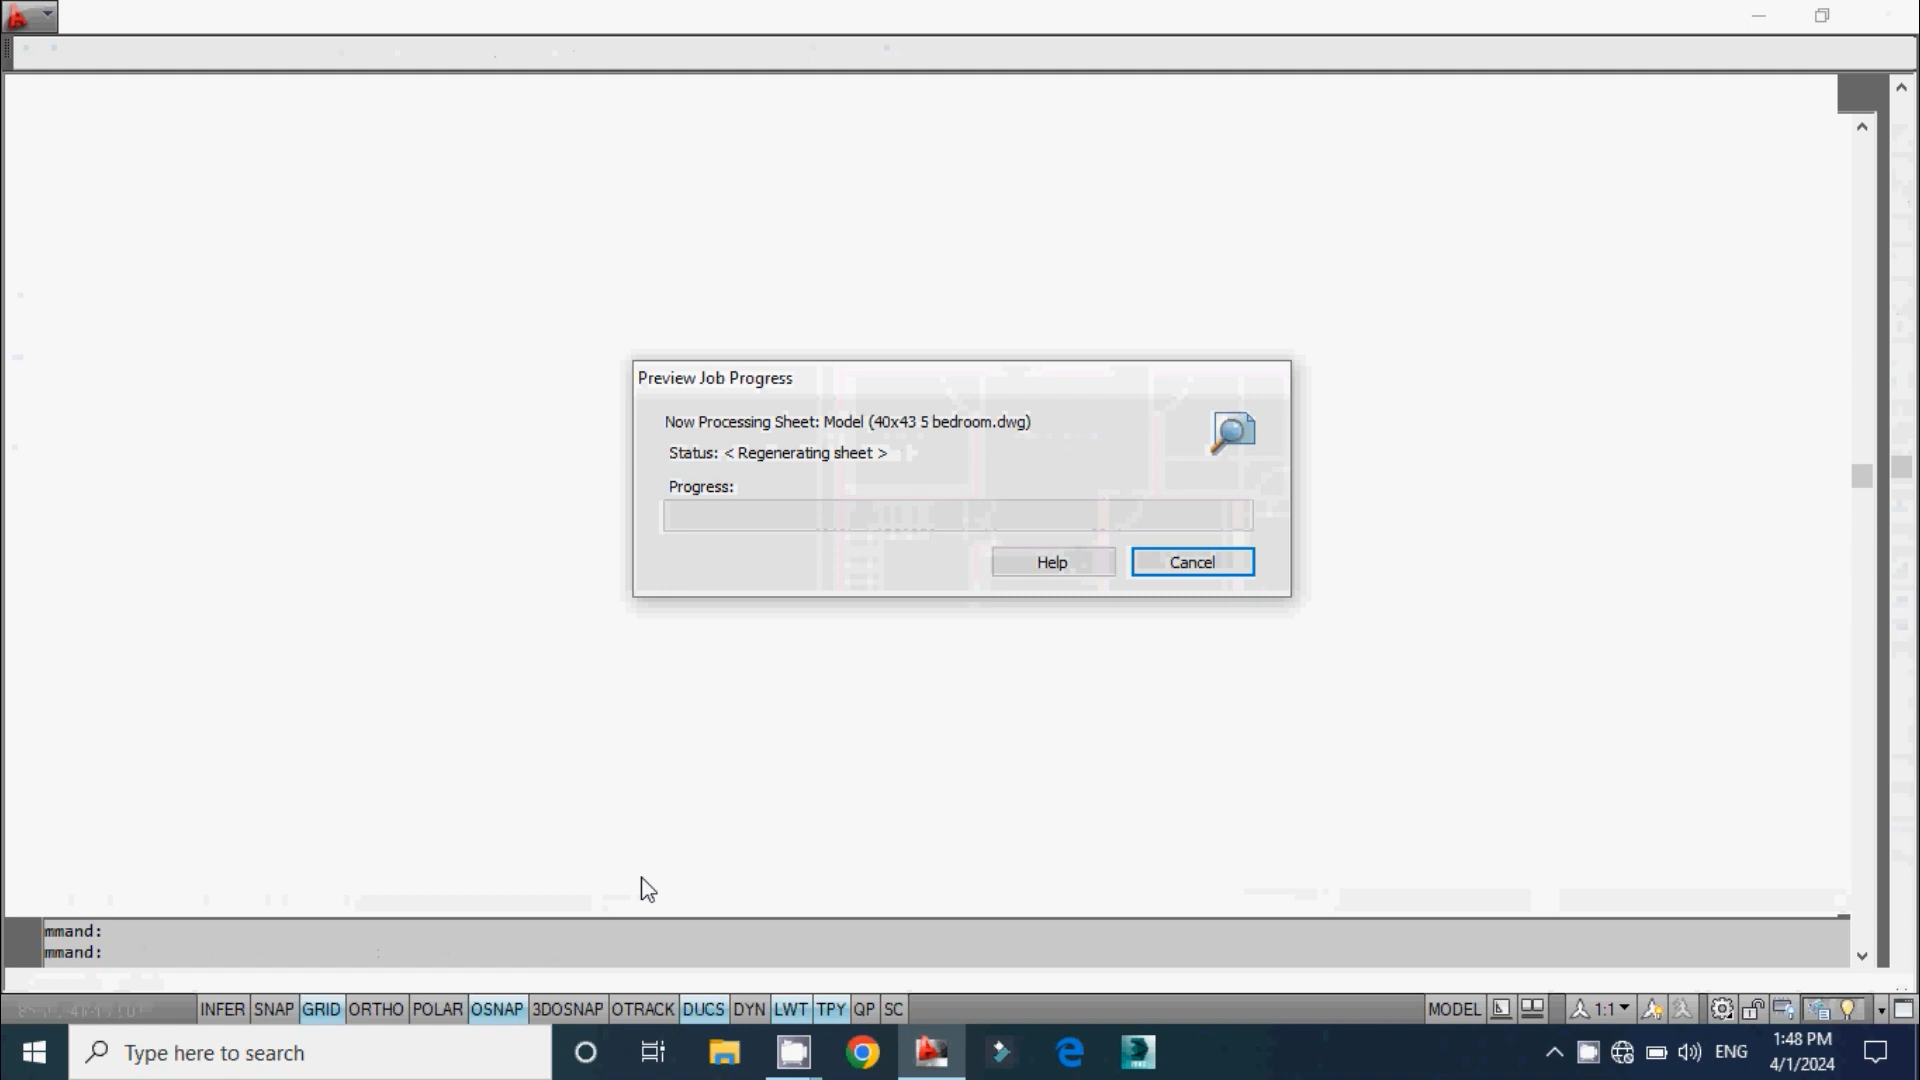 Preview Job Progress
Now Processing Sheet: Model (40x43 5 bedroom.dwg)
Status: < Regenerating sheet >
Progress:
Help
Cancel
mmand:
mmand:
INFER SNAP GRID ORTHO POLAR OSNAP 3DOSNAP OTRACK DUCS DYN LWT TPY QP SC
MODEL
1:1
Type here to search
ENG
1:48 PM
4/1/2024